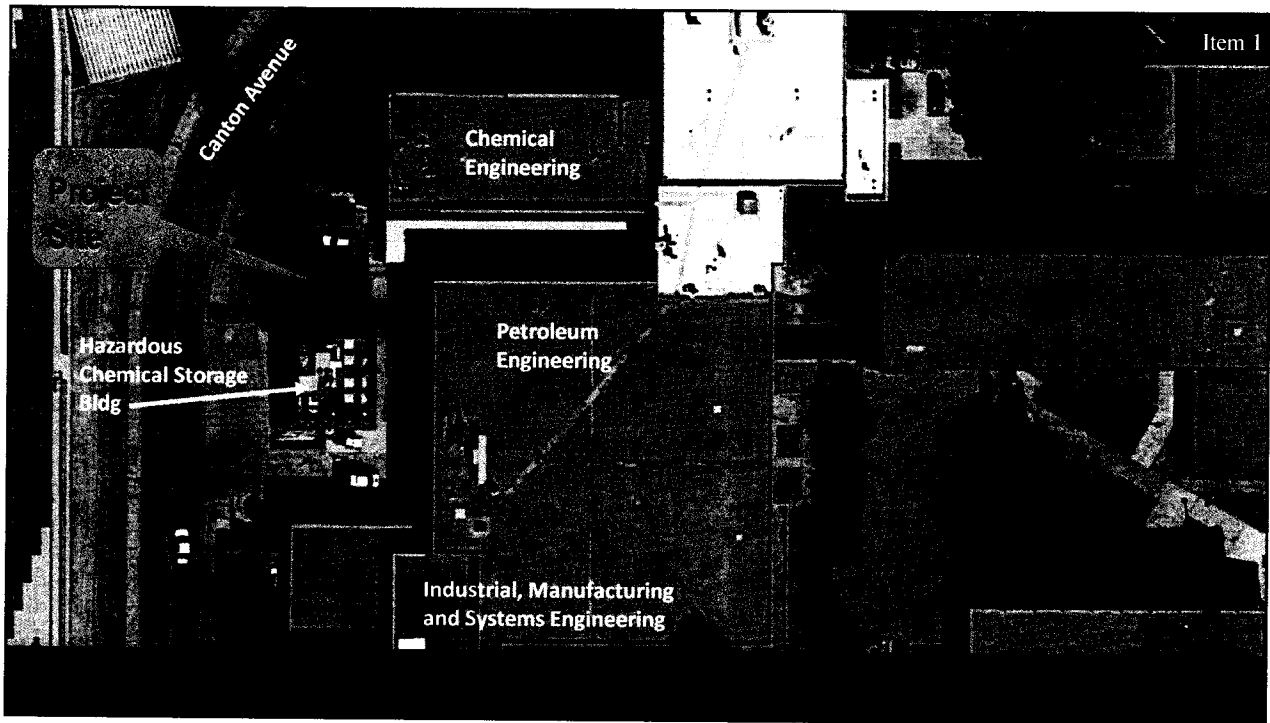 Item 1
Canton Avenue
Chemical
Engineering
Project
Site
Petroleum
Engineering
Hazardous
Chemical Storage
Bldg
Industrial, Manufacturing
and Systems Engineering